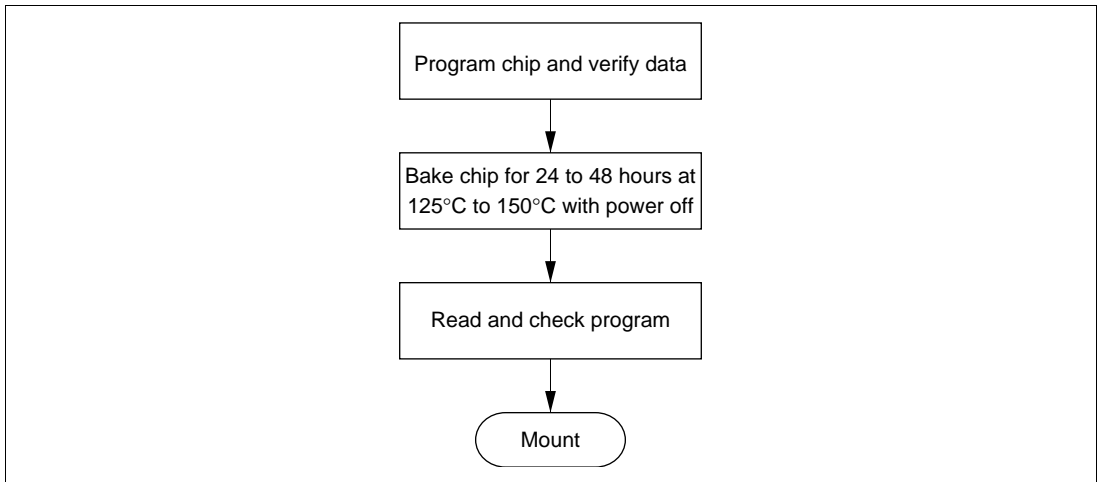 Program chip and verify data
Bake chip for 24 to 48 hours at
125°C to 150°C with power off
Read and check program
Mount